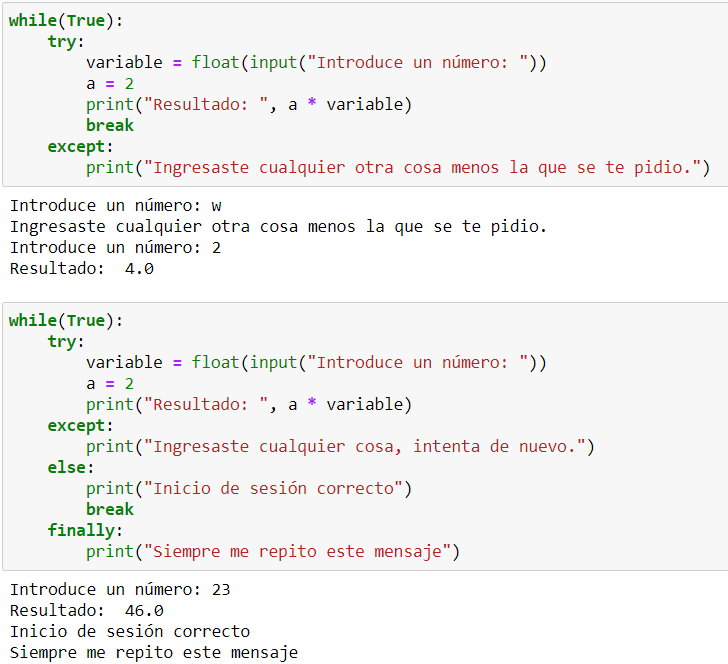 while(True):
    try:
        variable = float(input("Introduce un número: "))
        a = 2
        print("Resultado: ", a * variable)
        break
    except:
        print("Ingresaste cualquier otra cosa menos la que se te pidio.")
Introduce un número: w
Ingresaste cualquier otra cosa menos la que se te pidio.
Introduce un número: 2
Resultado:  4.0
while(True):
    try:
        variable = float(input("Introduce un número: "))
        a = 2
        print("Resultado: ", a * variable)
    except:
        print("Ingresaste cualquier cosa, intenta de nuevo.")
    else:
        print("Inicio de sesión correcto")
        break
    finally:
        print("Siempre me repito este mensaje")
Introduce un número: 23
Resultado:  46.0
Inicio de sesión correcto
Siempre me repito este mensaje